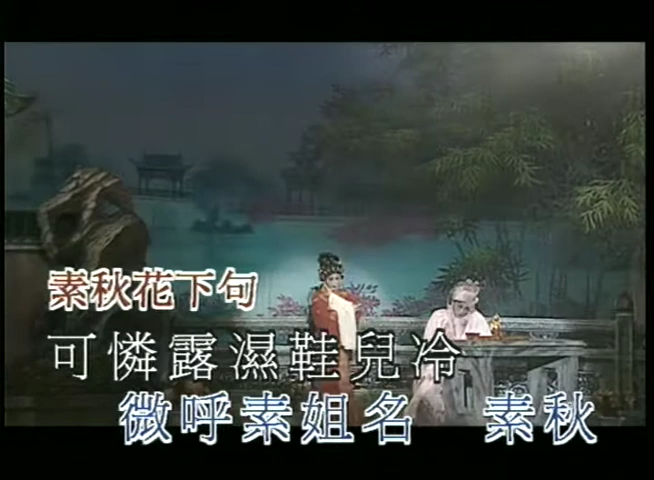 素秋花下句
可憐露濕鞋兒冷
微呼素姐名 素秋